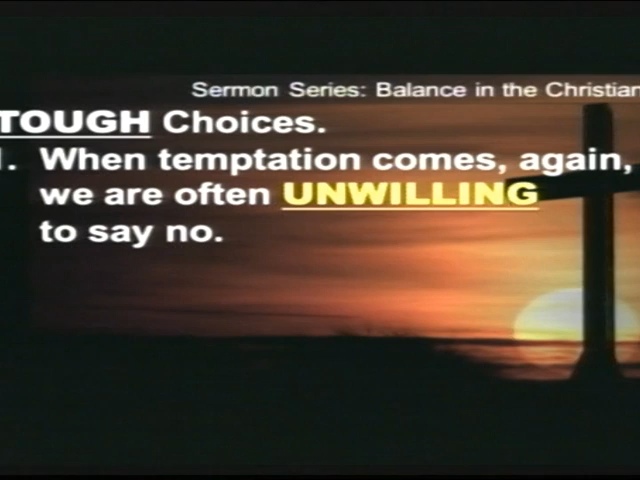 Sermon Series: Balance in the Christian
TOUGH Choices.
1. When temptation comes, again,
we are often UNWILLING
to say no.